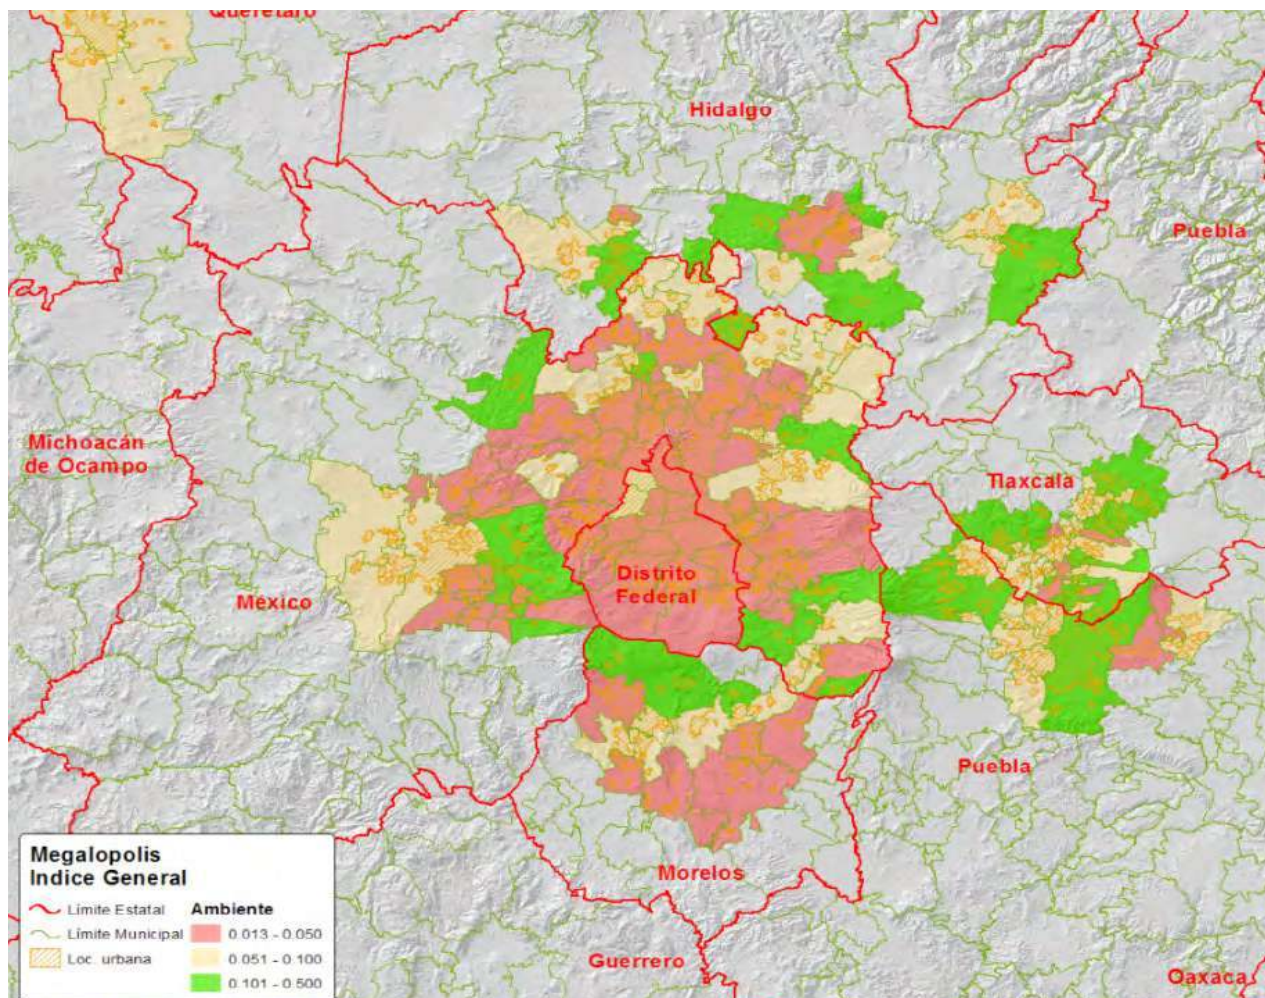 Querétaro
Hidalgo
Puebla
Michoacán
de Ocampo
Tlaxcala
Distrito
Federal
México
Puebla
Morelos
Guerrero
Oaxaca
Megalopolis
Indice General
Límite Estatal
Límite Municipal
Loc. urbana
Ambiente
0.013 - 0.050
0.051 - 0.100
0.101 - 0.500